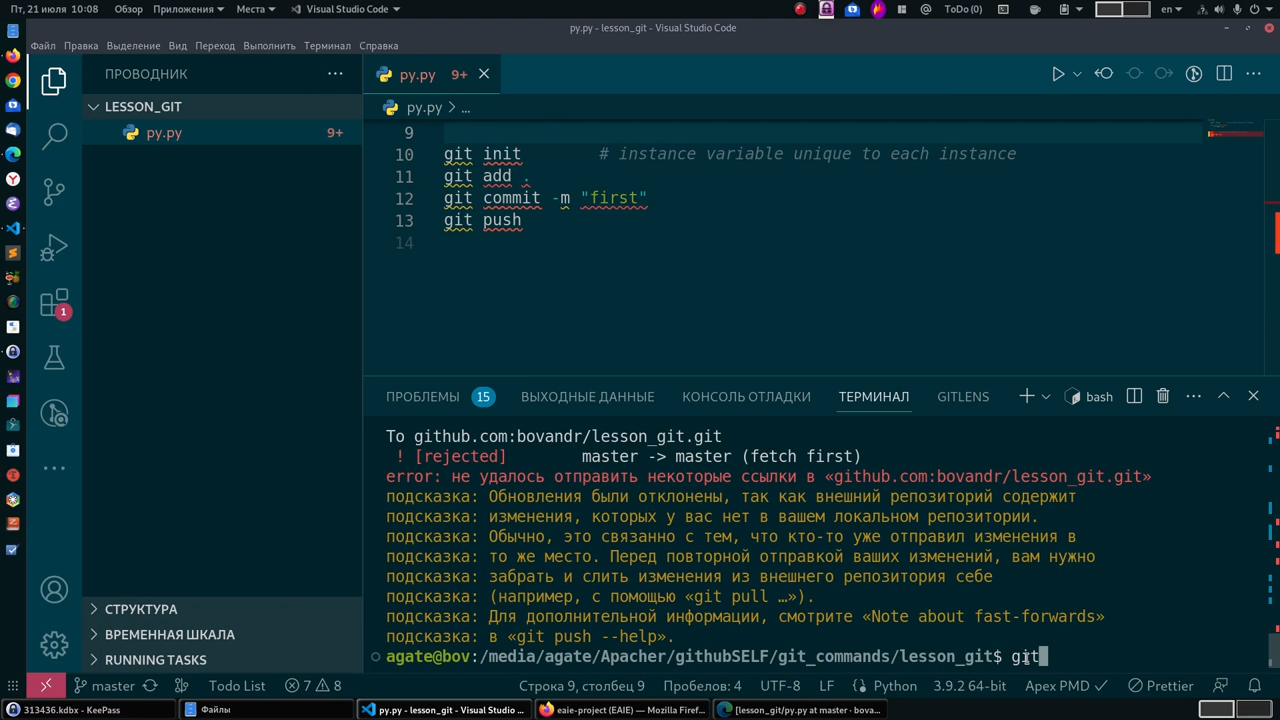 Пт, 21 июля 10:08 Обзор Приложения Места Visual Studio Code ToDo(0) en
py.py - lesson_git - Visual Studio Code
Файл Правка Выделение Вид Переход Выполнить Терминал Справка
ПРОВОДНИК
LESSON_GIT
py.py 9+
py.py 9+
py.py > ...
9
10 git init # instance variable unique to each instance
11 git add .
12 git commit -m "first"
13 git push
14
1
ПРОБЛЕМЫ 15 ВЫХОДНЫЕ ДАННЫЕ КОНСОЛЬ ОТЛАДКИ ТЕРМИНАЛ GITLENS bash
To github.com:bovandr/lesson_git.git
! [rejected] master -> master (fetch first)
error: не удалось отправить некоторые ссылки в «github.com:bovandr/lesson_git.git»
подсказка: Обновления были отклонены, так как внешний репозиторий содержит
подсказка: изменения, которых у вас нет в вашем локальном репозитории.
подсказка: Обычно, это связанно с тем, что кто-то уже отправил изменения в
подсказка: то же место. Перед повторной отправкой ваших изменений, вам нужно
подсказка: забрать и слить изменения из внешнего репозитория себе
подсказка: (например, с помощью «git pull …»).
подсказка: Для дополнительной информации, смотрите «Note about fast-forwards»
подсказка: в «git push --help».
agate@bov:/media/agate/Apacher/githubSELF/git_commands/lesson_git$ git
СТРУКТУРА
ВРЕМЕННАЯ ШКАЛА
RUNNING TASKS
master Todo List 7 8 Строка 9, столбец 9 Пробелов: 4 UTF-8 LF Python 3.9.2 64-bit Apex PMD Prettier
313436.kdbx - KeePass Файлы py.py - lesson_git - Visual Studio ... eaie-project (EAIE) — Mozilla Firef... [lesson_git/py.py at master · bova...